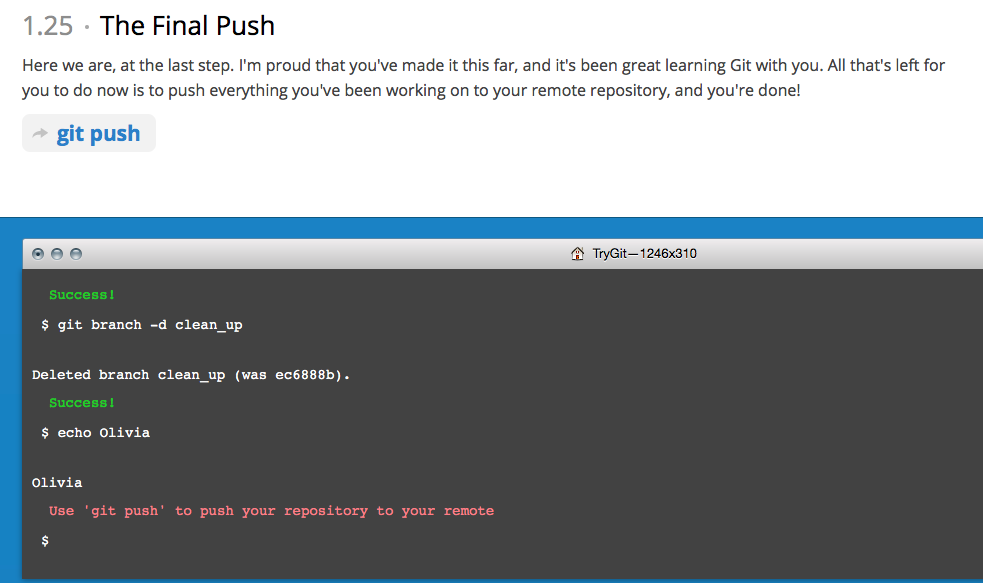 1.25 · The Final Push
Here we are, at the last step. I'm proud that you've made it this far, and it's been great learning Git with you. All that's left for
you to do now is to push everything you've been working on to your remote repository, and you're done!
git push
TryGit—1246x310
Success!
$ git branch -d clean_up
Deleted branch clean_up (was ec6888b).
Success!
$ echo Olivia
Olivia
Use 'git push' to push your repository to your remote
$